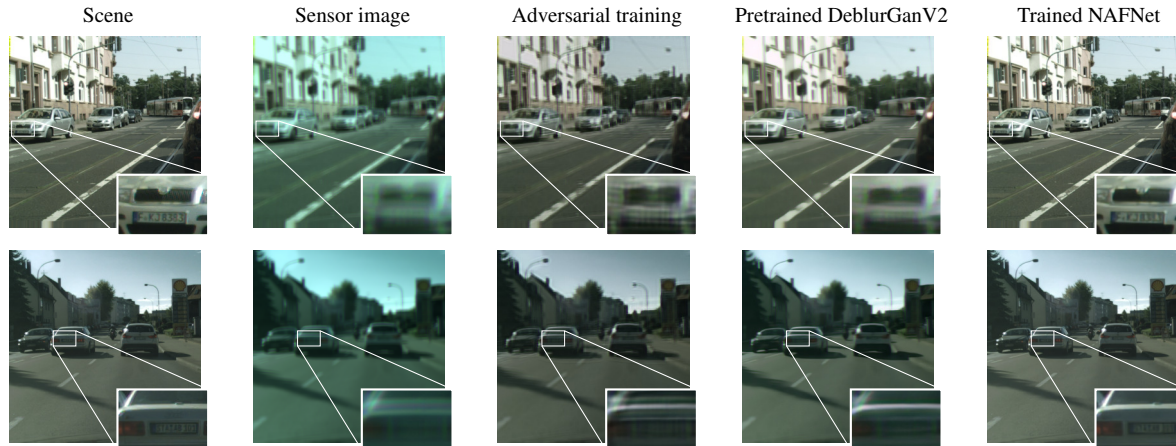 Scene
Sensor image
Adversarial training
Pretrained DeblurGanV2
Trained NAFNet